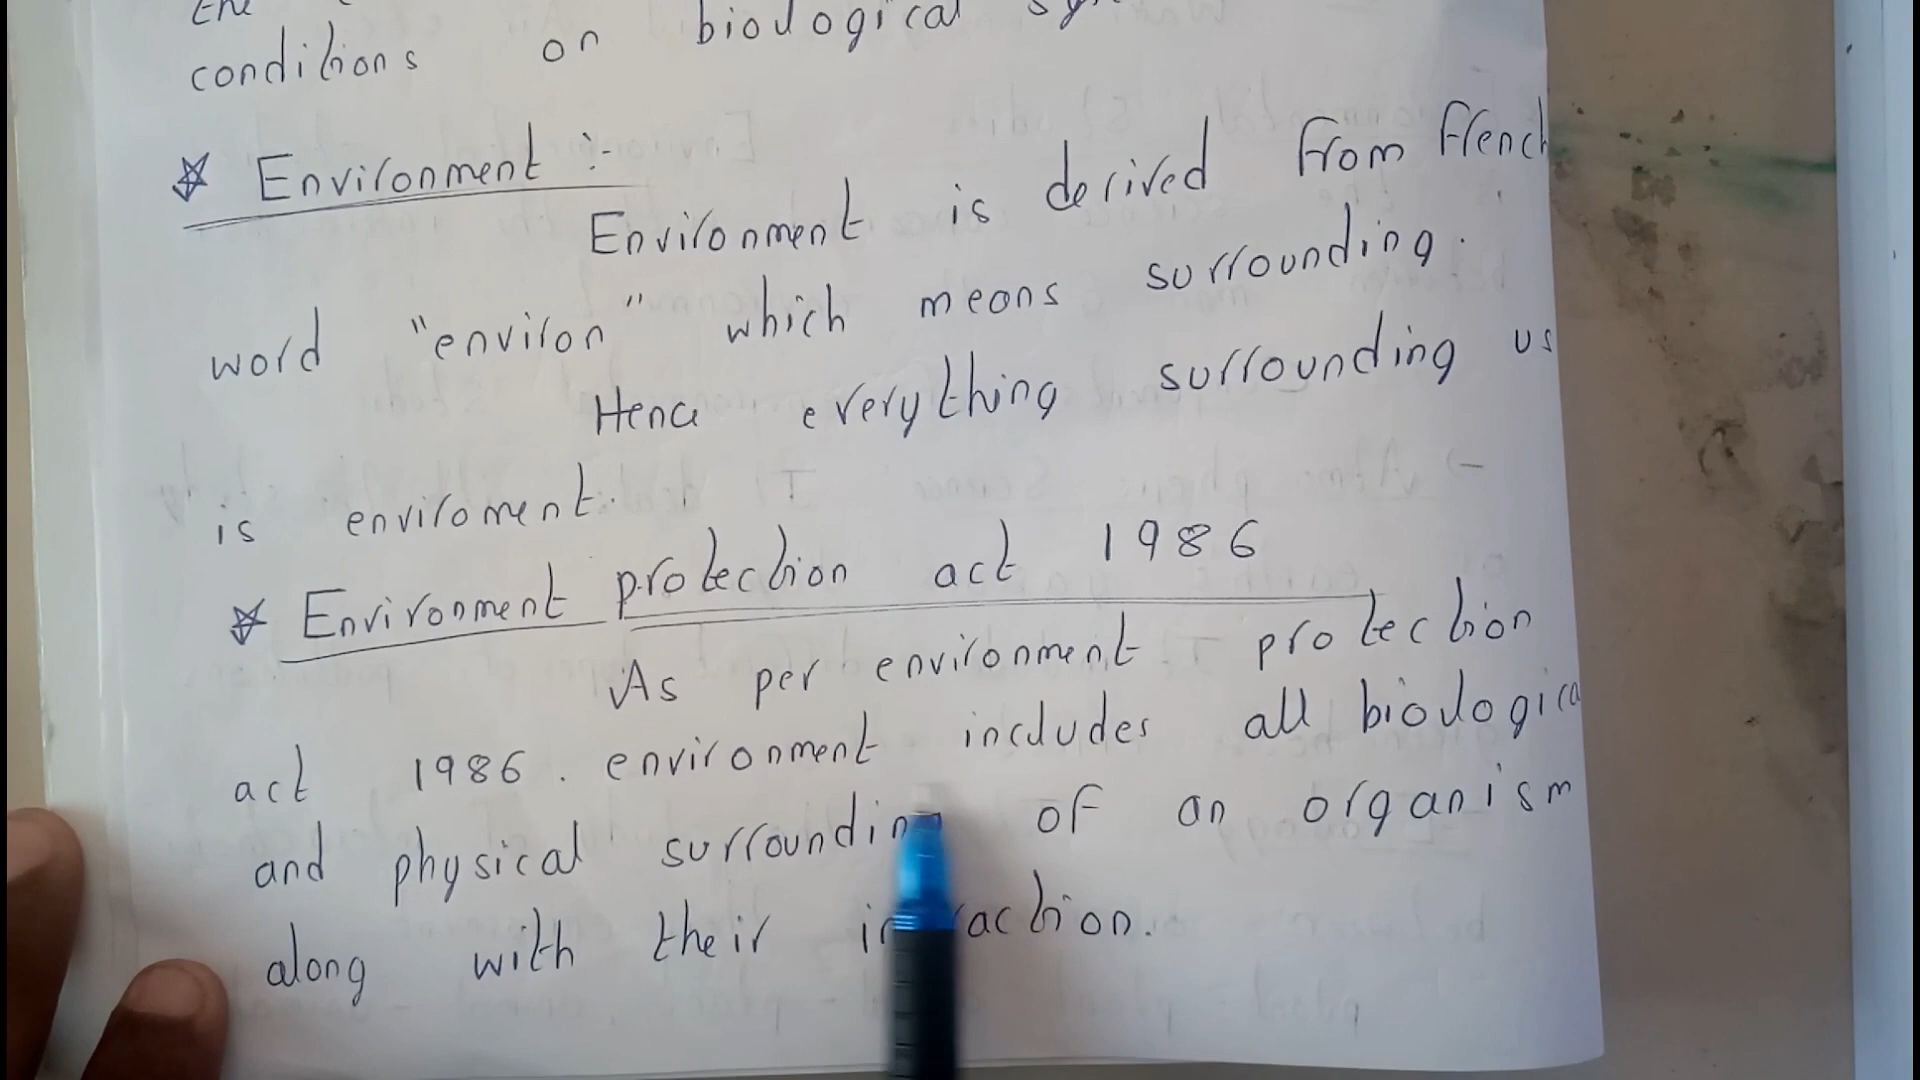 the
conditions on biological
☆ Environment :-
Environment is derived from French
word "environ" which means surrounding.
Hence everything surrounding us
is enviroment.
☆ Environment protection act 1986
As per environment protection
act 1986. environment includes all biological
and physical surrounding of an organism
along with their